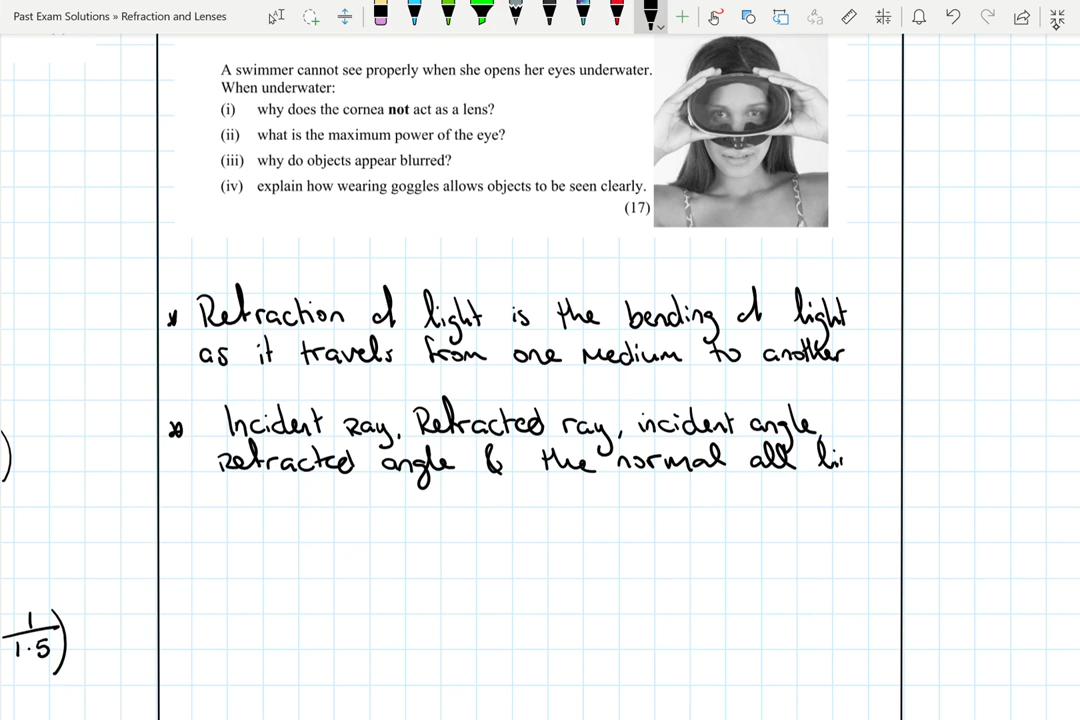 Past Exam Solutions » Refraction and Lenses
A swimmer cannot see properly when she opens her eyes underwater.
When underwater:
(i) why does the cornea not act as a lens?
(ii) what is the maximum power of the eye?
(iii) why do objects appear blurred?
(iv) explain how wearing goggles allows objects to be seen clearly.
(17)
* Refraction of light is the bending of light
as it travels from one medium to another
* Incident Ray, Refracted ray, incident angle,
Refracted angle & the normal all
)
1
1.5)